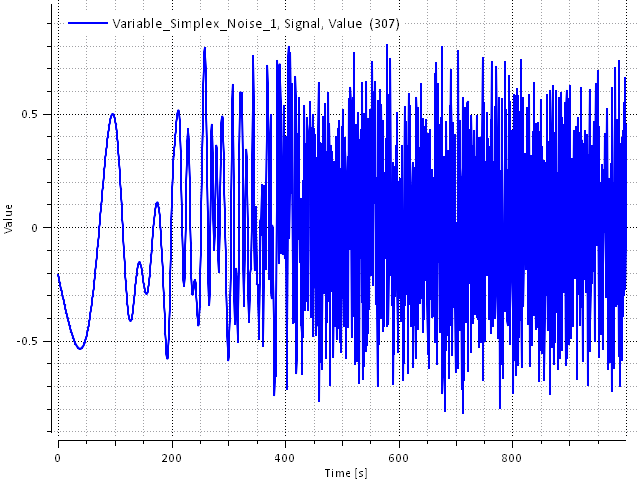 Variable_Simplex_Noise_1, Signal, Value (307)
0.5
0
-0.5
Value
0 200 400 600 800
Time [s]